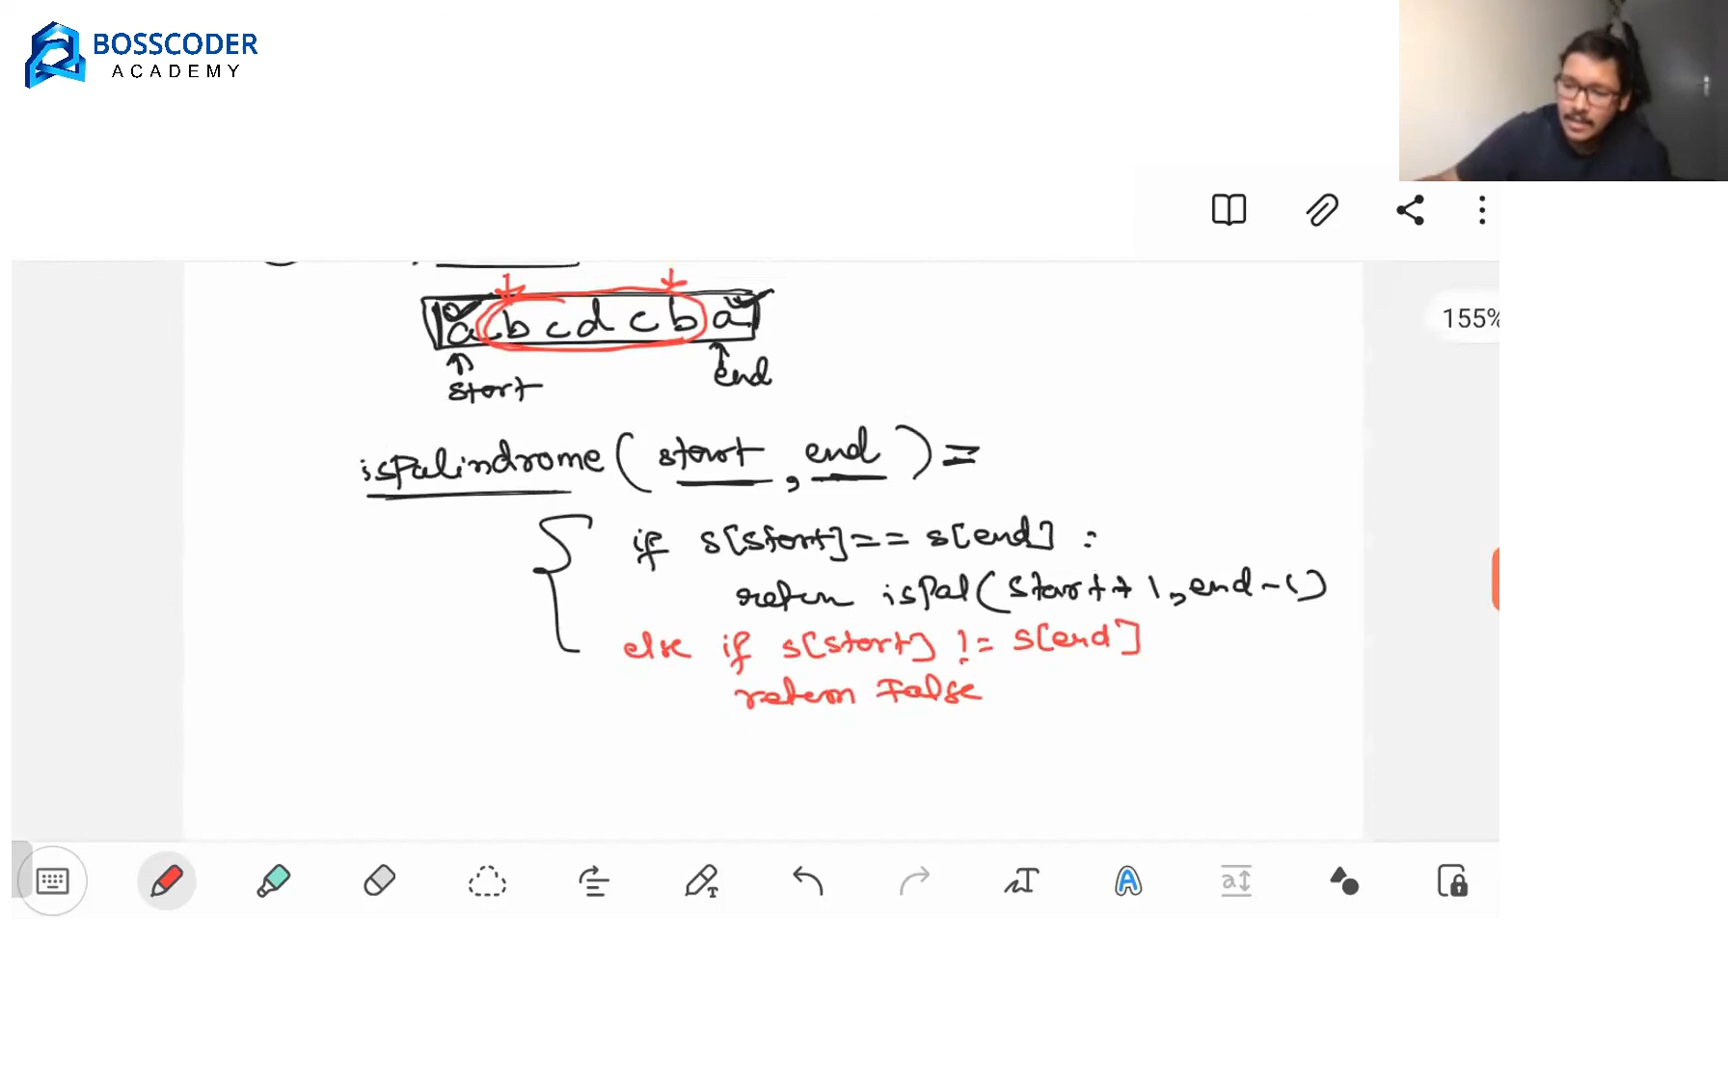 BOSSCODER
ACADEMY
155%
a b c d c b a
start
end
ispalindrome(start, end) =
if s[start] == s[end] :
return ispal(start+1, end-1)
else if s[start] != s[end]
return False